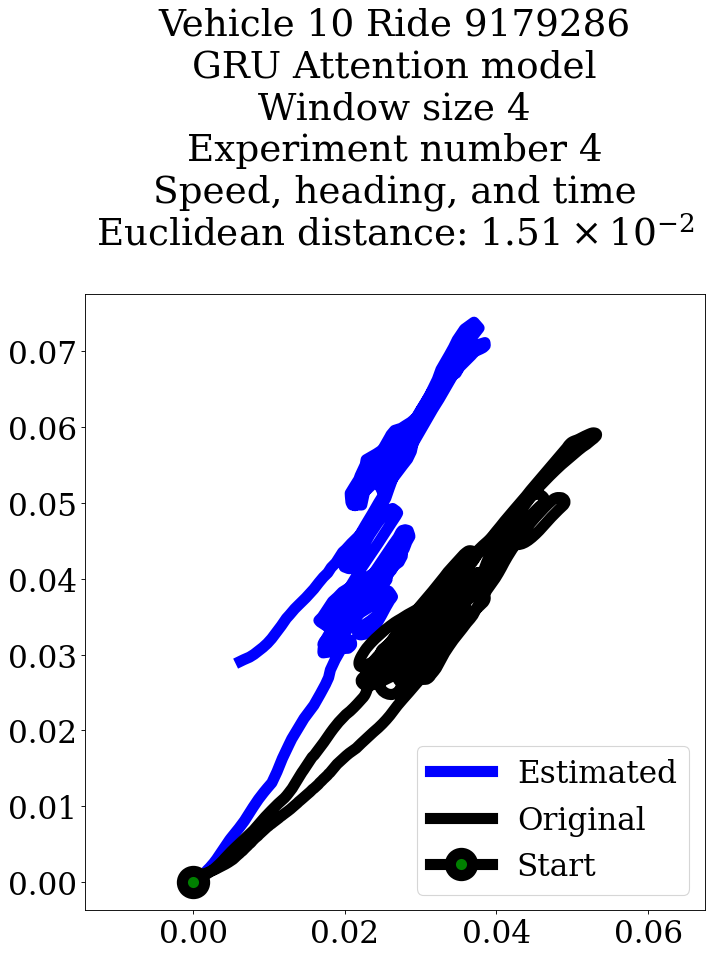 Vehicle 10 Ride 9179286
GRU Attention model
Window size 4
Experiment number 4
Speed, heading, and time
Euclidean distance: 1.51 × 10⁻²
0.07
0.06
0.05
0.04
0.03
0.02
0.01
0.00
Estimated
Original
Start
0.00 0.02 0.04 0.06